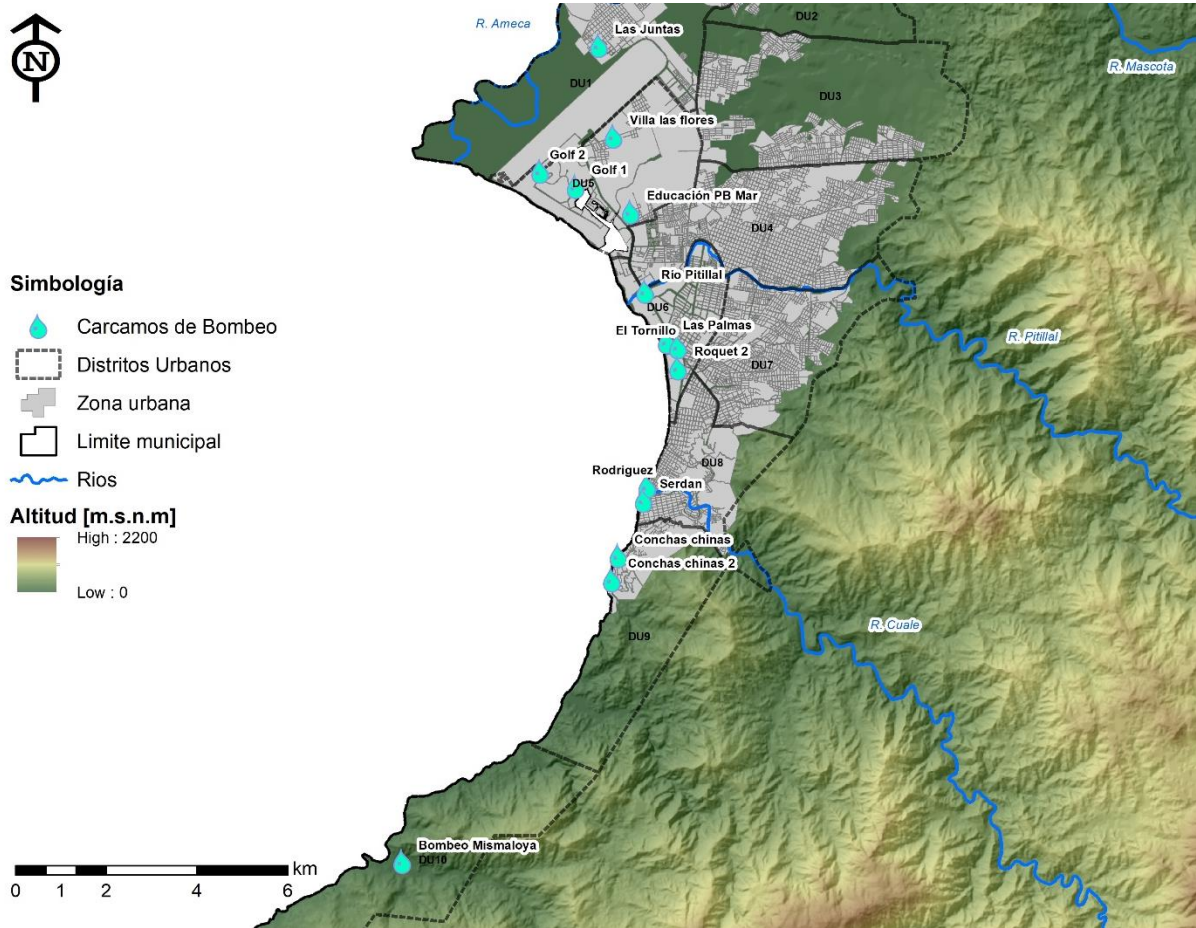 N
R. Ameca
Las Juntas
DU2
R. Mascota
DU1
DU3
Villa las flores
Golf 2
Golf 1
DU5
Educación PB Mar
DU4
Río Pitillal
DU6
El Tornillo
Las Palmas
Roquet 2
DU7
R. Pitillal
Simbología
Carcamos de Bombeo
Distritos Urbanos
Zona urbana
Limite municipal
Rios
Altitud [m.s.n.m]
High : 2200
Low : 0
DU8
Rodriguez
Serdan
Conchas chinas
Conchas chinas 2
DU9
R. Cuale
Bombeo Mismaloya
DU10
km
0 1 2 4 6